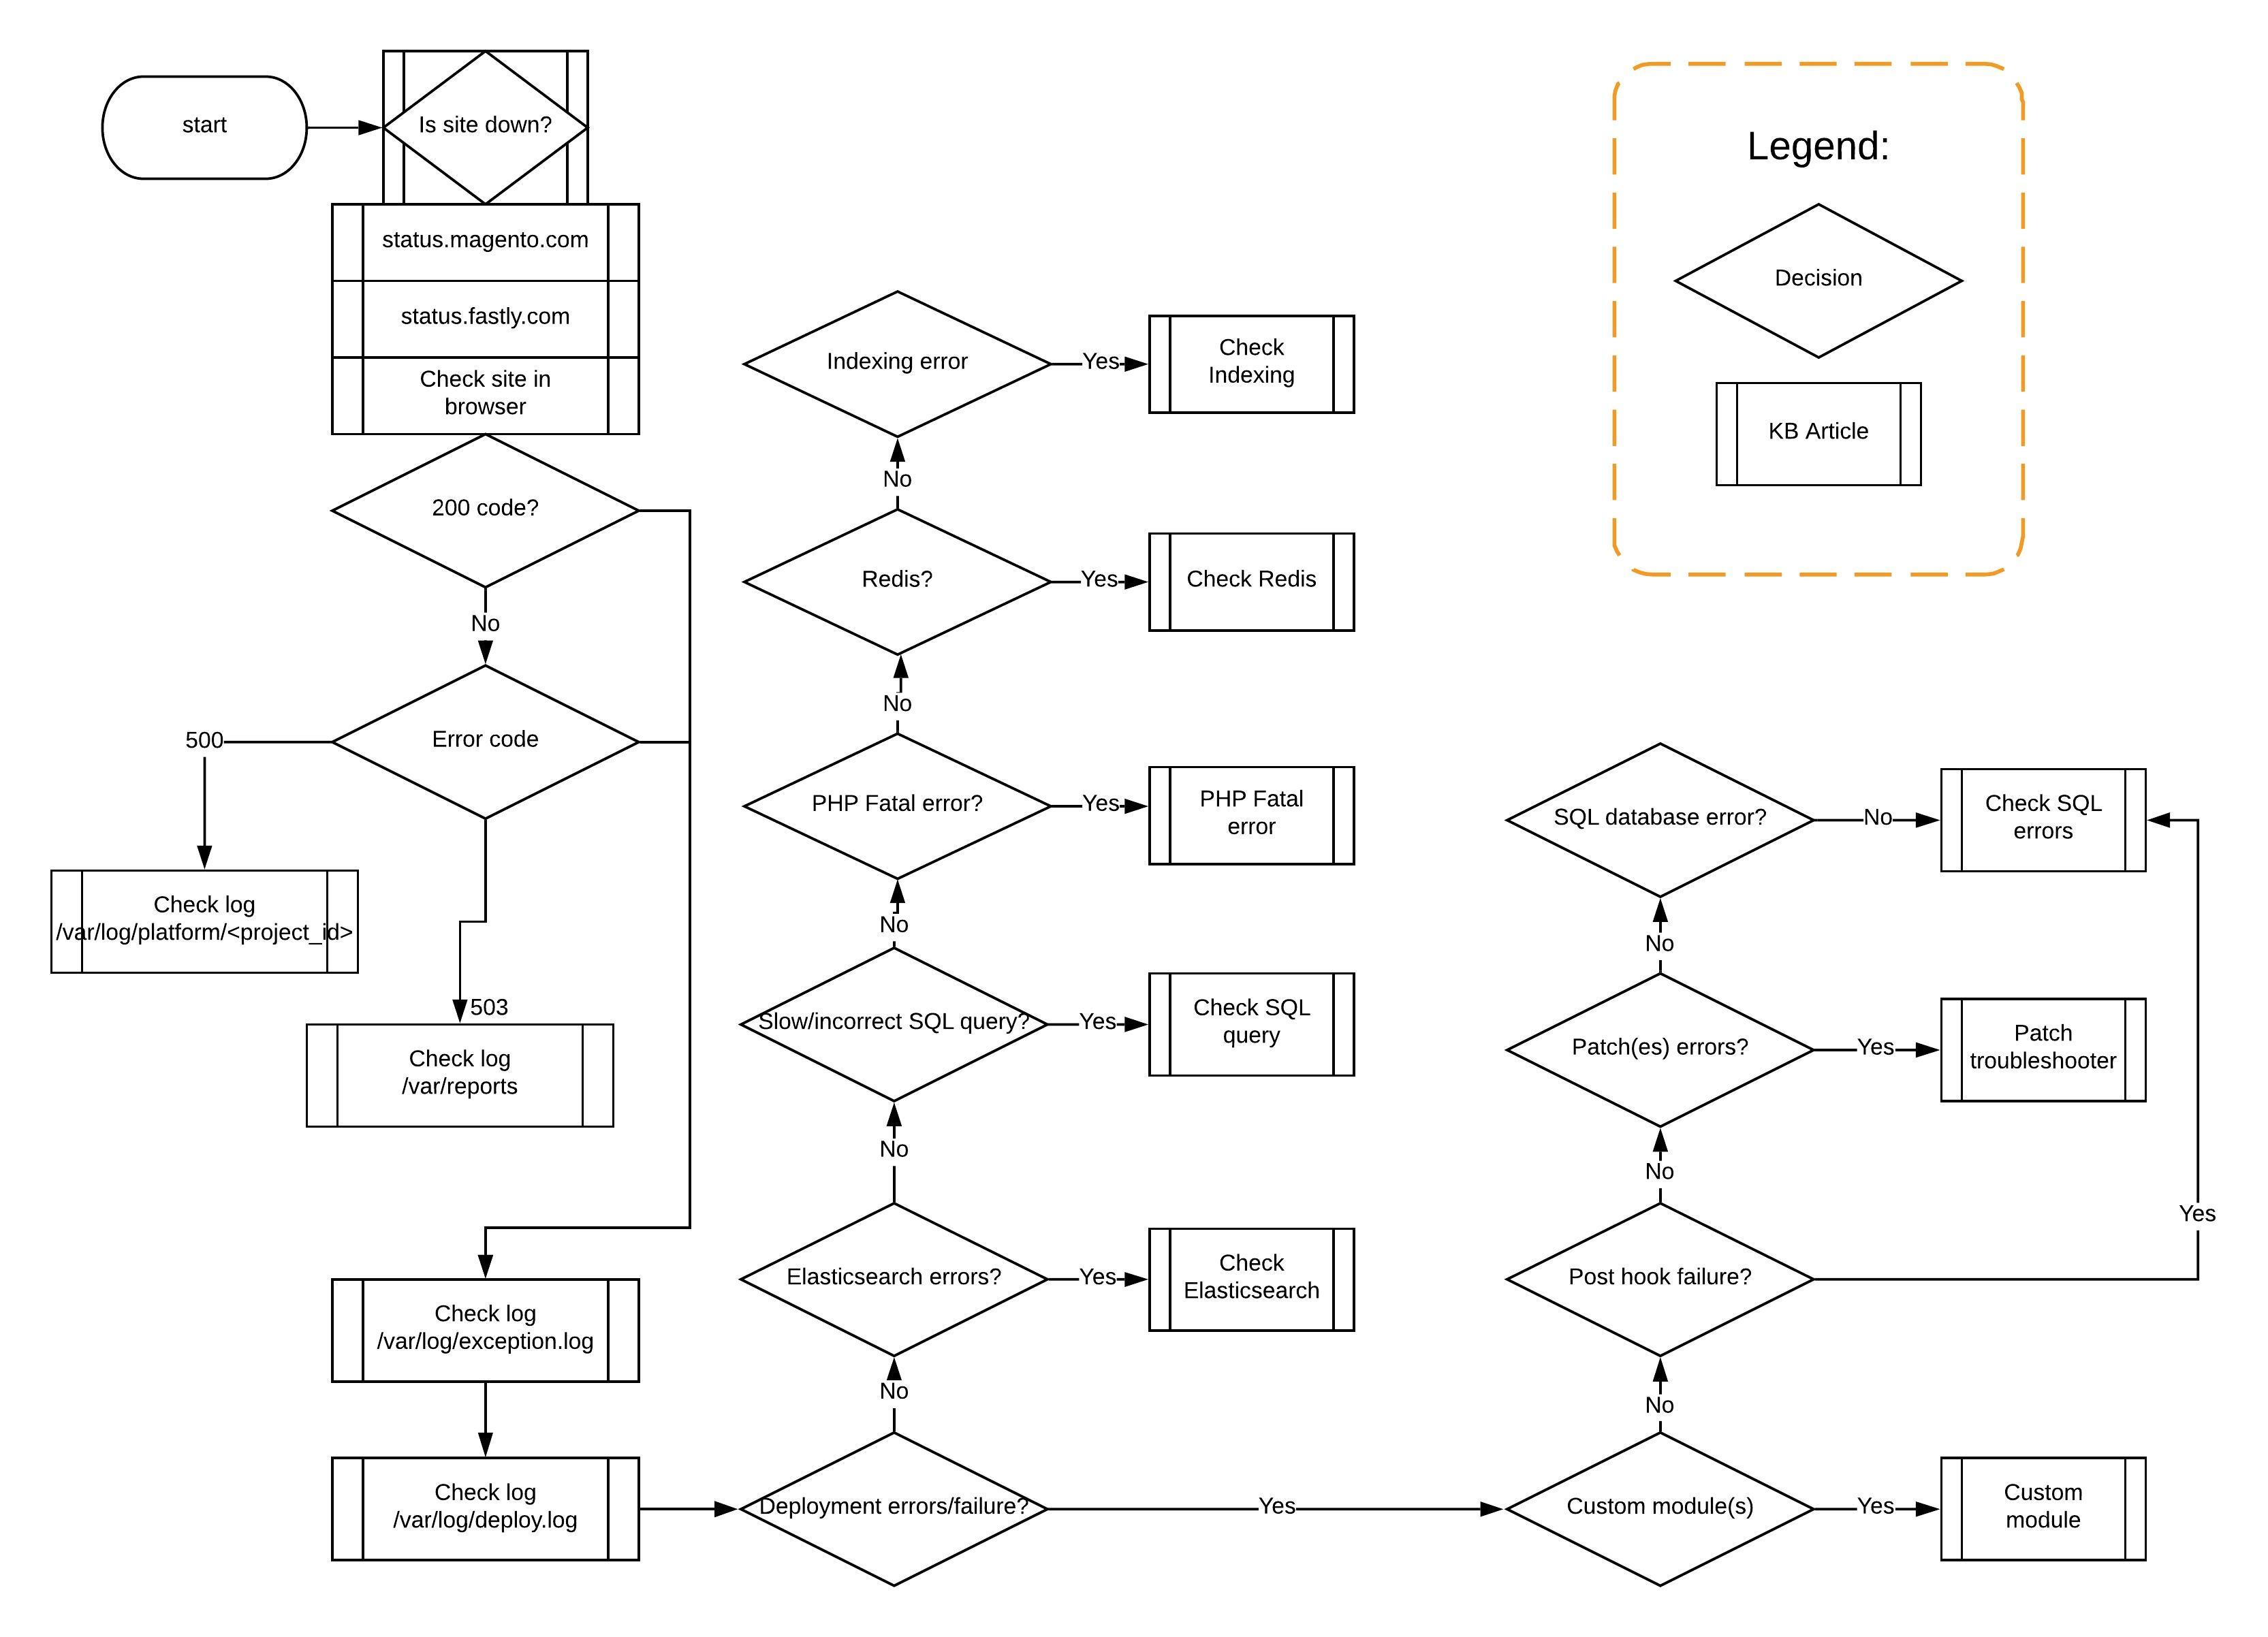 start
Is site down?
status.magento.com
status.fastly.com
Check site in
browser
200 code?
No
Error code
500
Check log
/var/log/platform/<project_id>
503
Check log
/var/reports
Check log
/var/log/exception.log
Check log
/var/log/deploy.log
Indexing error
Yes
Check
Indexing
No
Redis?
Yes
Check Redis
No
PHP Fatal error?
Yes
PHP Fatal
error
No
Slow/incorrect SQL query?
Yes
Check SQL
query
No
Elasticsearch errors?
Yes
Check
Elasticsearch
No
Deployment errors/failure?
Yes
Legend:
Decision
KB Article
SQL database error?
No
Check SQL
errors
No
Patch(es) errors?
Yes
Patch
troubleshooter
No
Post hook failure?
Yes
No
Custom module(s)
Yes
Custom
module